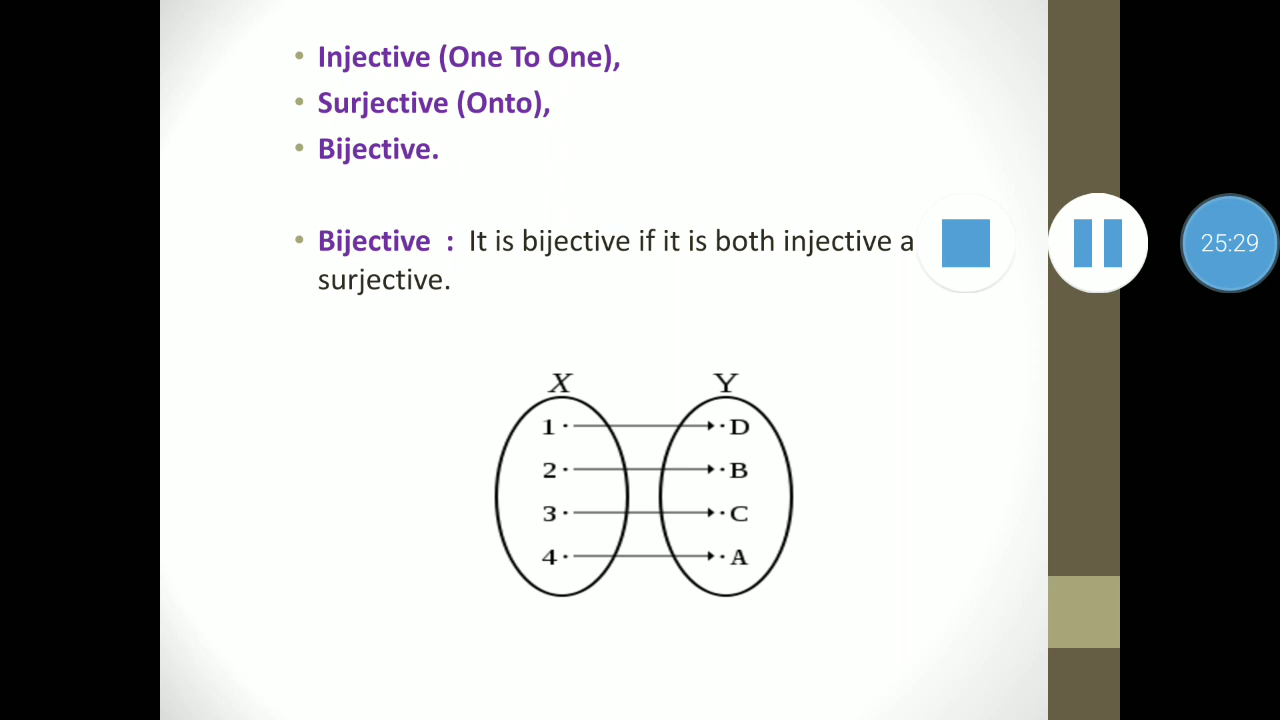 • Injective (One To One),
• Surjective (Onto),
• Bijective.
• Bijective : It is bijective if it is both injective a
surjective.
25:29
X Y
1 · · D
2 · · B
3 · · C
4 · · A